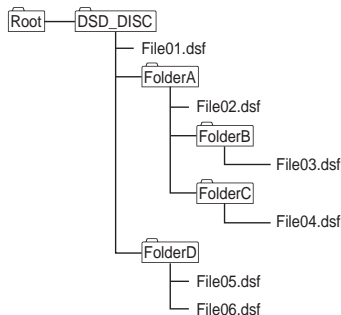 Root DSD_DISC
File01.dsf
FolderA
File02.dsf
FolderB
File03.dsf
FolderC
File04.dsf
FolderD
File05.dsf
File06.dsf